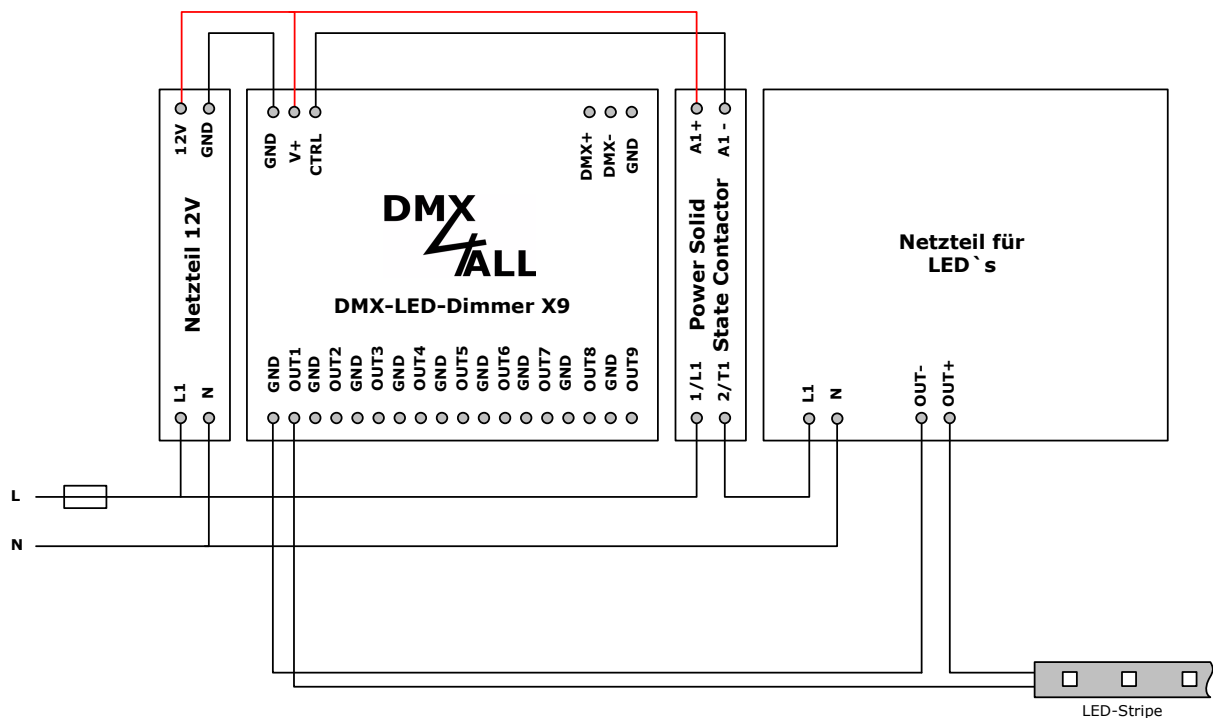 12V
GND
Netzteil 12V
L1
N
GND
V+
CTRL
DMX+
DMX-
GND
DMX
4
ALL
DMX-LED-Dimmer X9
GND
OUT1
GND
OUT2
GND
OUT3
GND
OUT4
GND
OUT5
GND
OUT6
GND
OUT7
GND
OUT8
GND
OUT9
A1+
A1 -
Power Solid
State Contactor
1/L1
2/T1
Netzteil für
LED`s
L1
N
OUT-
OUT+
L
N
LED-Stripe